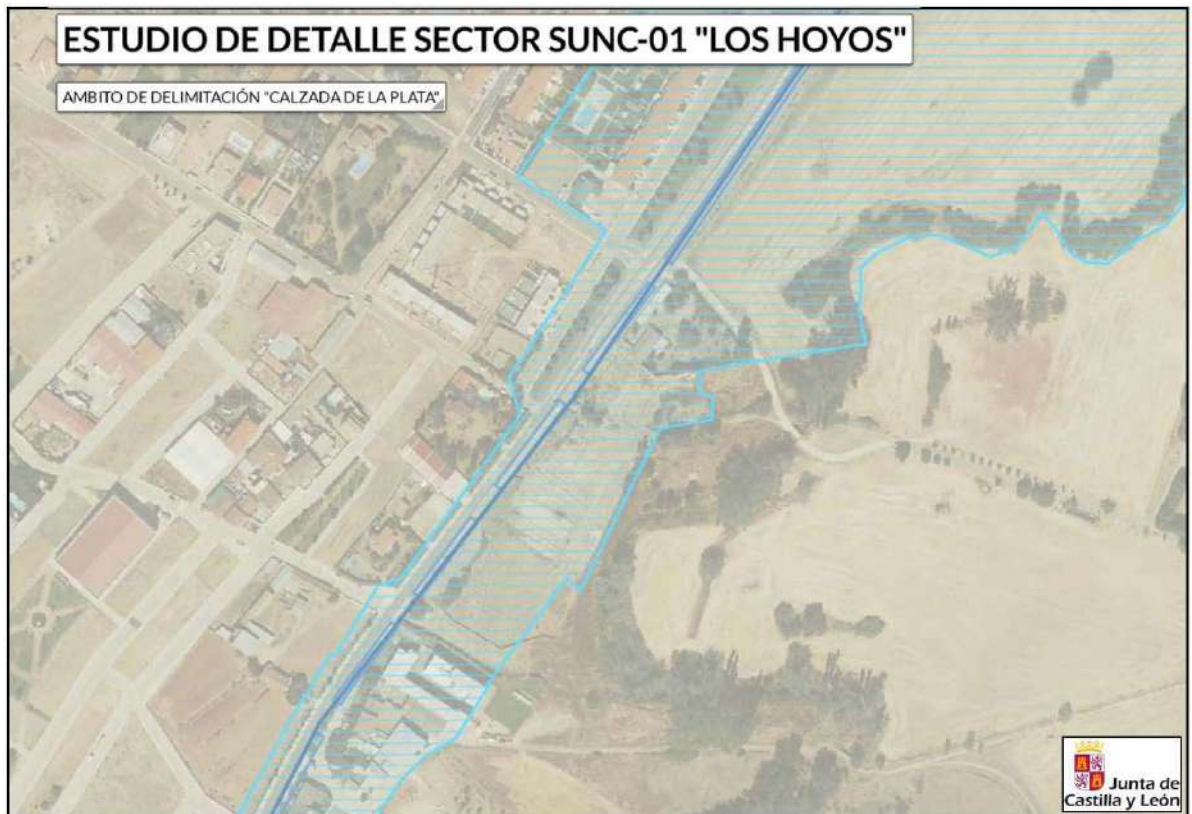 ESTUDIO DE DETALLE SECTOR SUNC-01 "LOS HOYOS"
AMBITO DE DELIMITACIÓN "CALZADA DE LA PLATA"
Junta de
Castilla y León